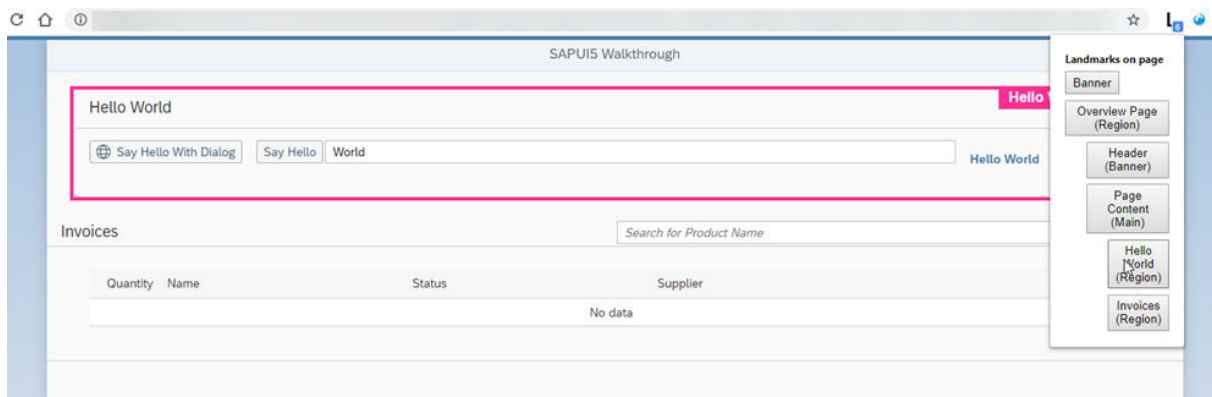 6
SAPUI5 Walkthrough
Landmarks on page
Banner
Overview Page
(Region)
Header
(Banner)
Page
Content
(Main)
Hello
World
(Region)
Invoices
(Region)
Hello World
Hello
Say Hello With Dialog
Say Hello
World
Hello World
Invoices
Search for Product Name
Quantity Name Status Supplier
No data